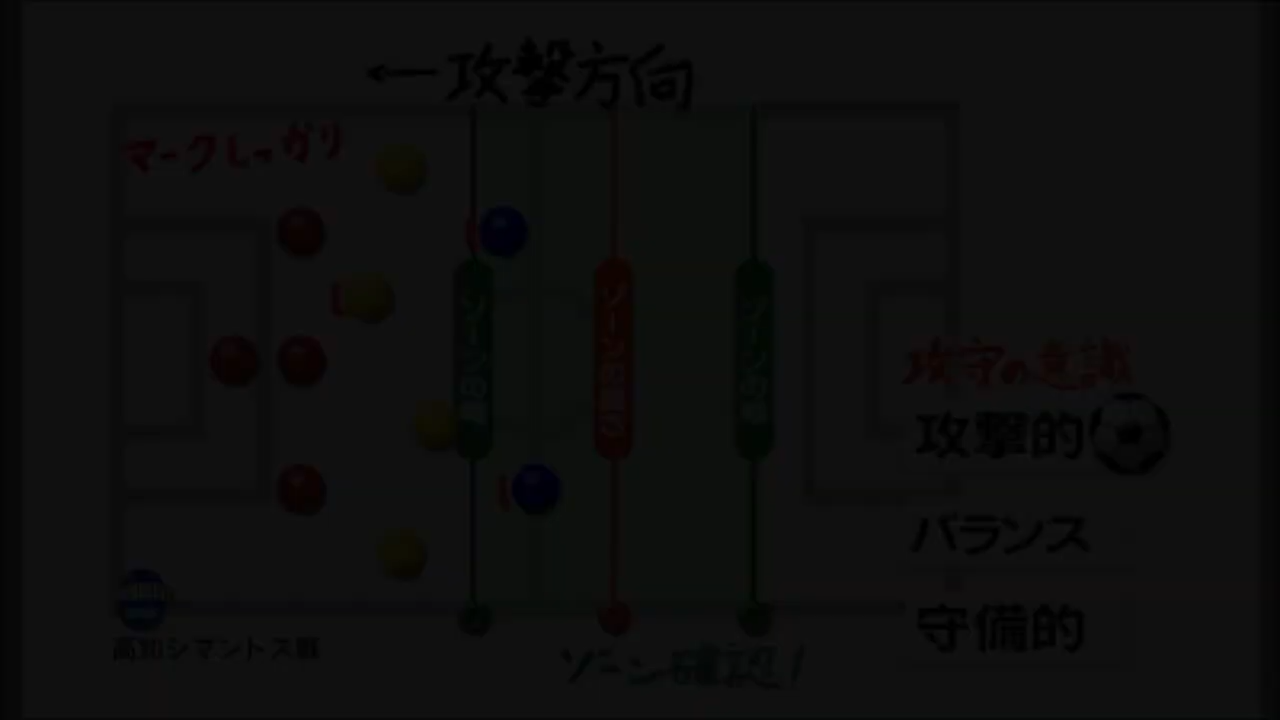 ←攻撃方向
マークしっかり
攻守の意識
攻撃的
バランス
守備的
高知シマントス戦
ゾーン確認!